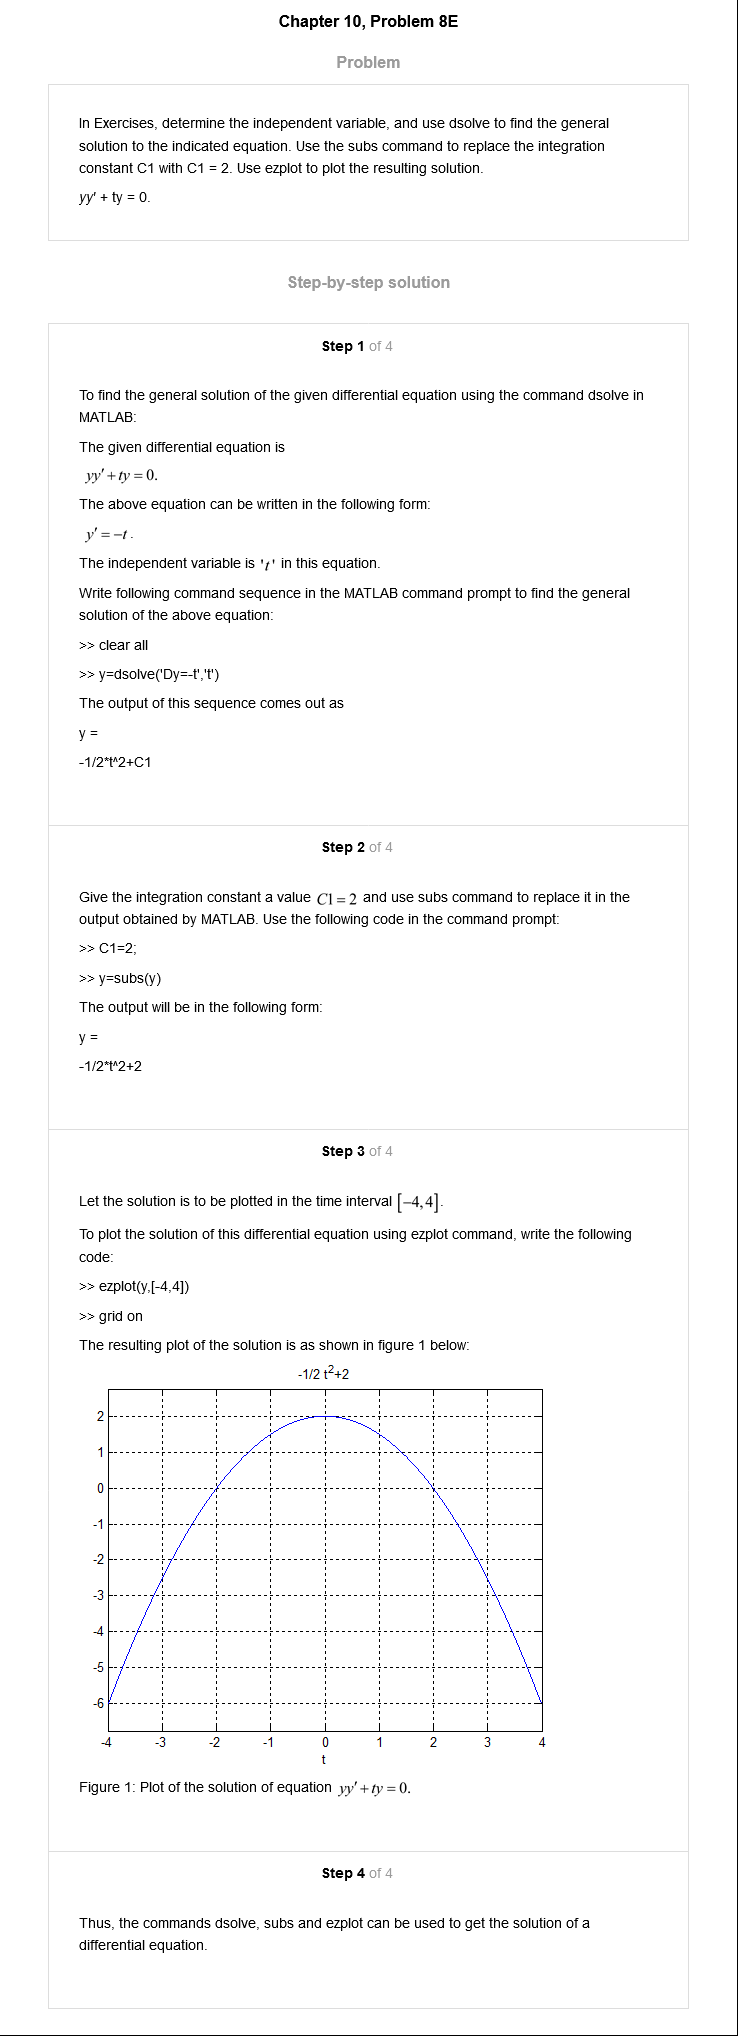 Chapter 10, Problem 8E
Problem
In Exercises, determine the independent variable, and use dsolve to find the general
solution to the indicated equation. Use the subs command to replace the integration
constant C1 with C1 = 2. Use ezplot to plot the resulting solution.
yy' + ty = 0.
Step-by-step solution
Step 1 of 4
To find the general solution of the given differential equation using the command dsolve in
MATLAB:
The given differential equation is
yy′ + ty = 0.
The above equation can be written in the following form:
y′ = −t .
The independent variable is 't' in this equation.
Write following command sequence in the MATLAB command prompt to find the general
solution of the above equation:
>> clear all
>> y=dsolve('Dy=-t','t')
The output of this sequence comes out as
y =
-1/2*t^2+C1
Step 2 of 4
Give the integration constant a value C1 = 2 and use subs command to replace it in the
output obtained by MATLAB. Use the following code in the command prompt:
>> C1=2;
>> y=subs(y)
The output will be in the following form:
y =
-1/2*t^2+2
Step 3 of 4
Let the solution is to be plotted in the time interval [−4,4].
To plot the solution of this differential equation using ezplot command, write the following
code:
>> ezplot(y,[-4,4])
>> grid on
The resulting plot of the solution is as shown in figure 1 below:
-1/2 t²+2
2
1
0
-1
-2
-3
-4
-5
-6
-4 -3 -2 -1 0 1 2 3 4
t
Figure 1: Plot of the solution of equation yy′ + ty = 0.
Step 4 of 4
Thus, the commands dsolve, subs and ezplot can be used to get the solution of a
differential equation.